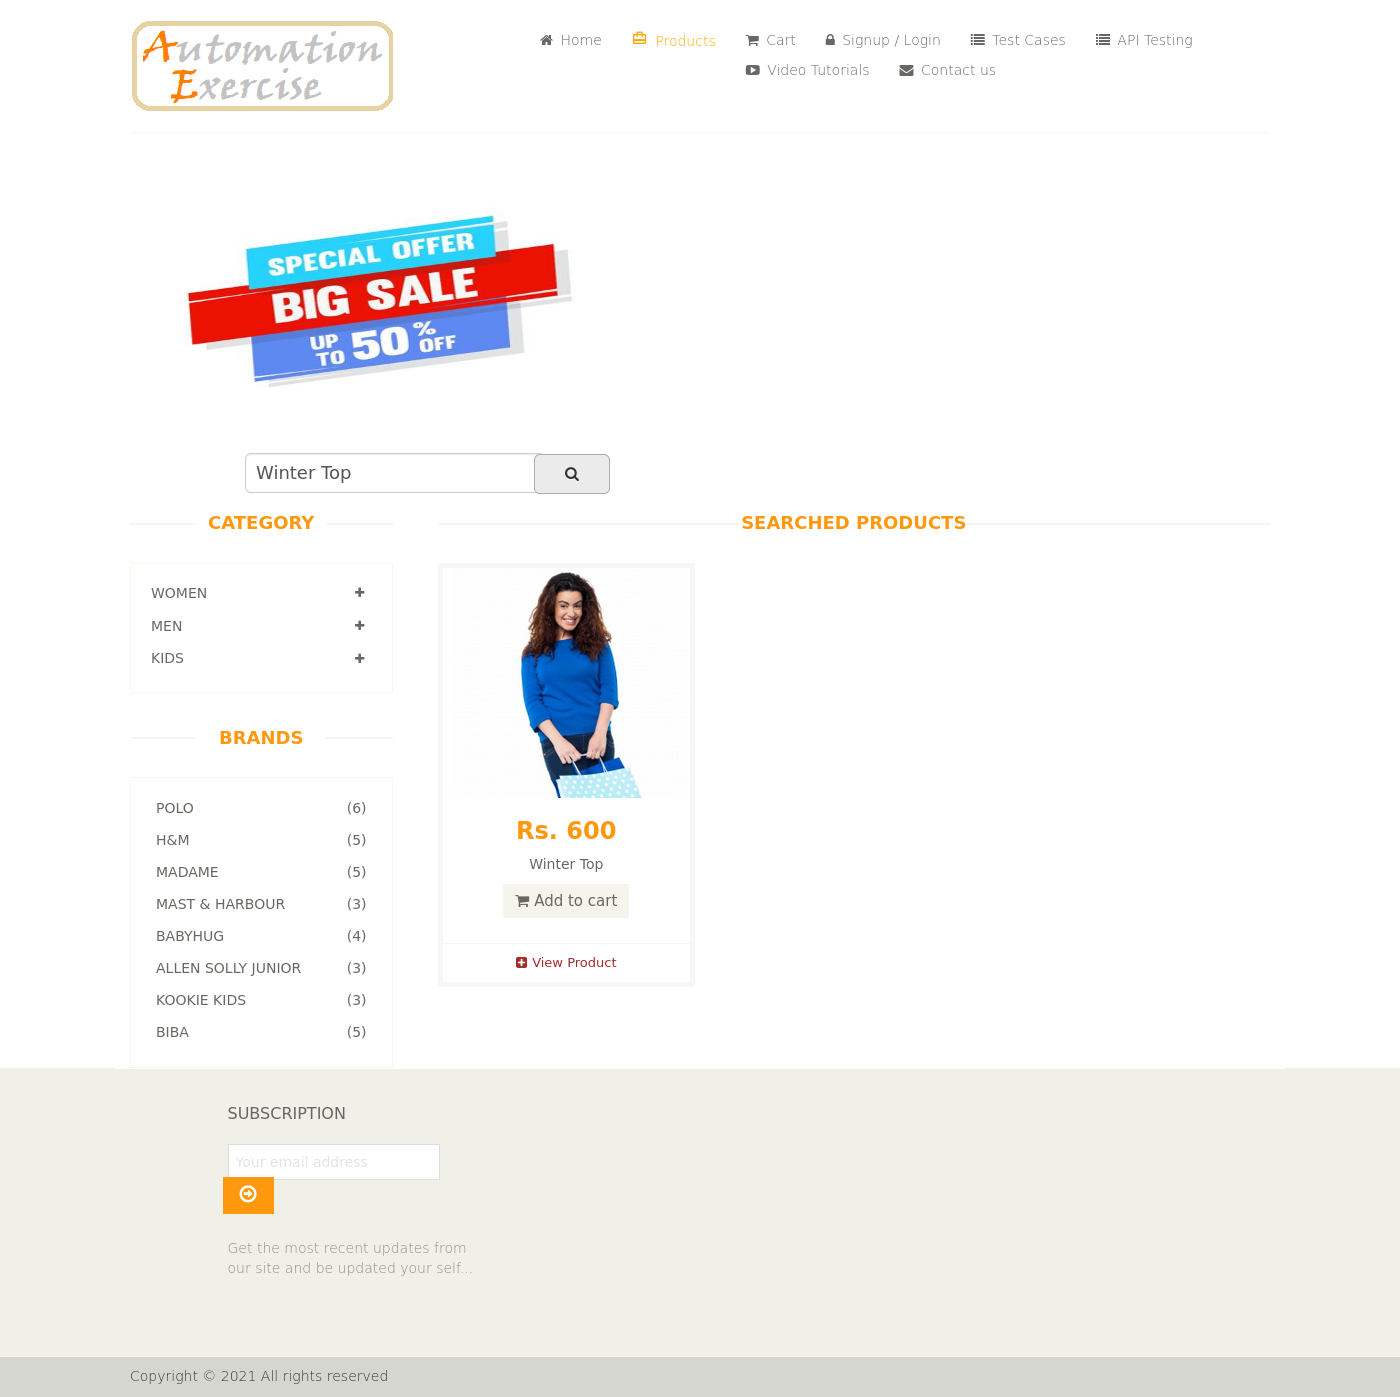 Automation
Exercise
Home
Products
Cart
Signup / Login
Test Cases
API Testing
Video Tutorials
Contact us
SPECIAL OFFER
BIG SALE
UP TO 50% OFF
Winter Top
CATEGORY
WOMEN
MEN
KIDS
BRANDS
POLO (6)
H&M (5)
MADAME (5)
MAST & HARBOUR (3)
BABYHUG (4)
ALLEN SOLLY JUNIOR (3)
KOOKIE KIDS (3)
BIBA (5)
SEARCHED PRODUCTS
Rs. 600
Winter Top
Add to cart
View Product
SUBSCRIPTION
Your email address
Get the most recent updates from
our site and be updated your self...
Copyright © 2021 All rights reserved